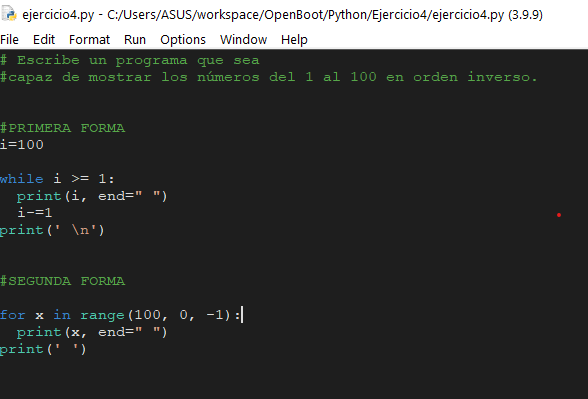 ejercicio4.py - C:/Users/ASUS/workspace/OpenBoot/Python/Ejercicio4/ejercicio4.py (3.9.9)
File Edit Format Run Options Window Help
# Escribe un programa que sea
#capaz de mostrar los números del 1 al 100 en orden inverso.
#PRIMERA FORMA
i=100
while i >= 1:
  print(i, end=" ")
  i-=1
print(' \n')
#SEGUNDA FORMA
for x in range(100, 0, -1):
  print(x, end=" ")
print(' ')